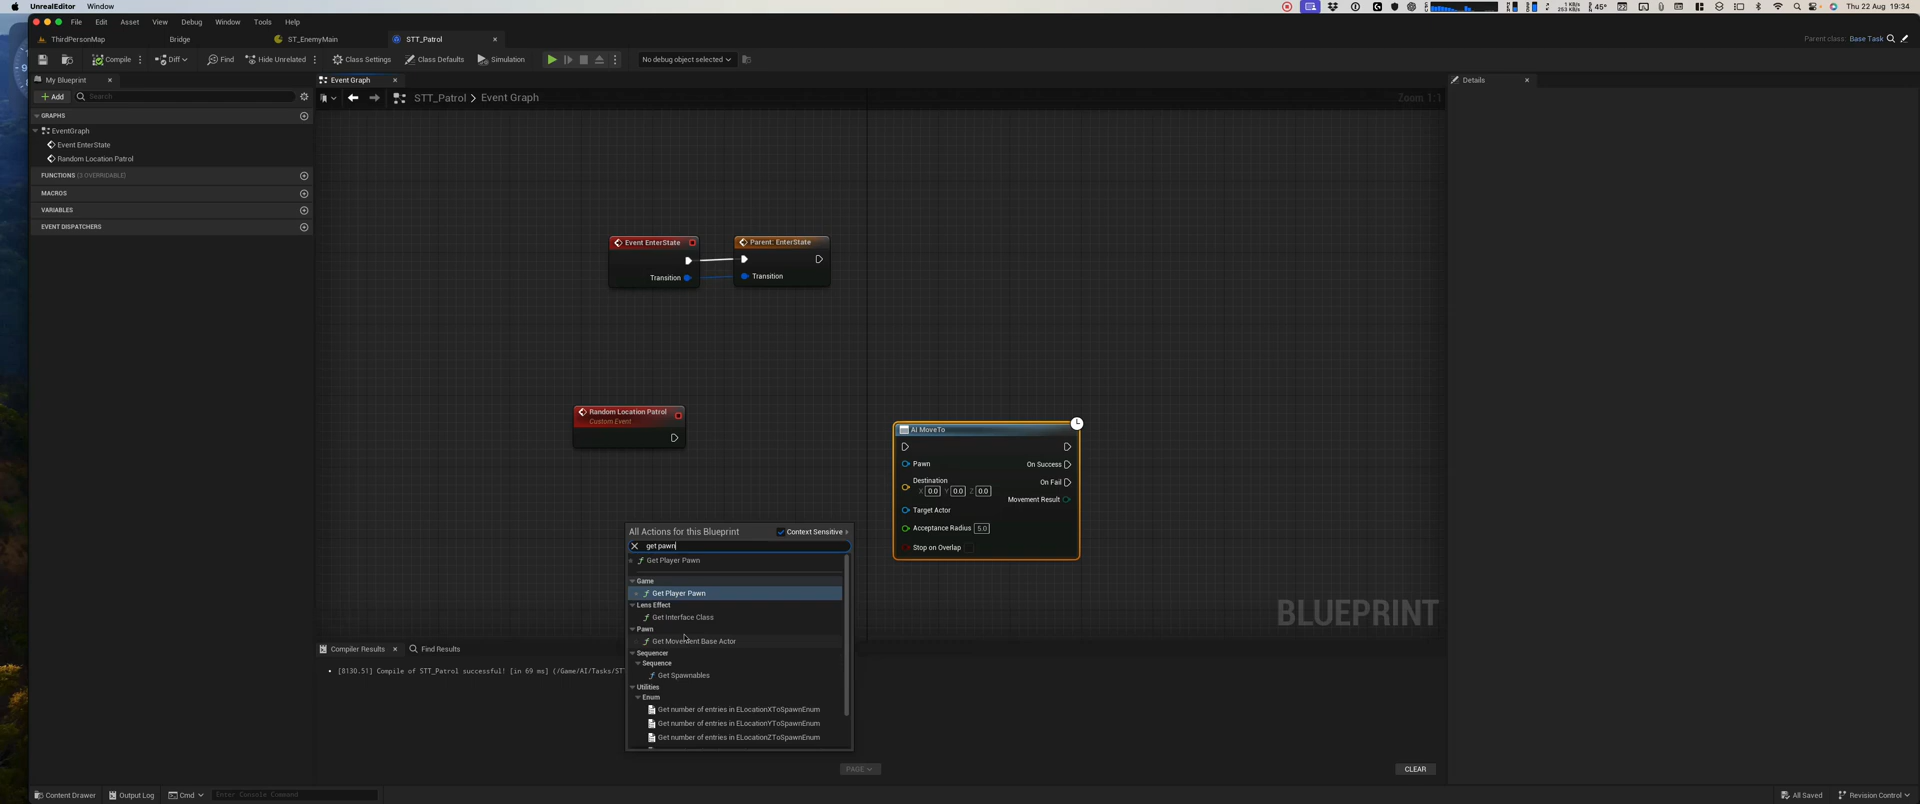 UnrealEditor Window
Thu 22 Aug 19:34
File Edit Asset View Debug Window Tools Help
ThirdPersonMap Bridge ST_EnemyMain STT_Patrol
Parent class: Base Task
Compile Diff Find Hide Unrelated Class Settings Class Defaults Simulation No debug object selected
My Blueprint
Event Graph
Details
Add Search
STT_Patrol > Event Graph
Zoom 1:1
GRAPHS
EventGraph
Event EnterState
Random Location Patrol
FUNCTIONS (3 OVERRIDABLE)
MACROS
VARIABLES
EVENT DISPATCHERS
Event EnterState
Transition
Parent: EnterState
Transition
Random Location Patrol
Custom Event
AI MoveTo
Pawn
On Success
Destination
X 0.0 Y 0.0 Z 0.0
On Fail
Movement Result
Target Actor
Acceptance Radius 5.0
Stop on Overlap
All Actions for this Blueprint
Context Sensitive
get pawn
Get Player Pawn
Game
Get Player Pawn
Lens Effect
Get Interface Class
Pawn
Get Movement Base Actor
Sequencer
Sequence
Get Spawnables
Utilities
Enum
Get number of entries in ELocationXToSpawnEnum
Get number of entries in ELocationYToSpawnEnum
Get number of entries in ELocationZToSpawnEnum
BLUEPRINT
Compiler Results Find Results
[8130.51] Compile of STT_Patrol successful! [in 69 ms] (/Game/AI/Tasks/ST
PAGE
CLEAR
Content Drawer Output Log Cmd Enter Console Command
All Saved Revision Control